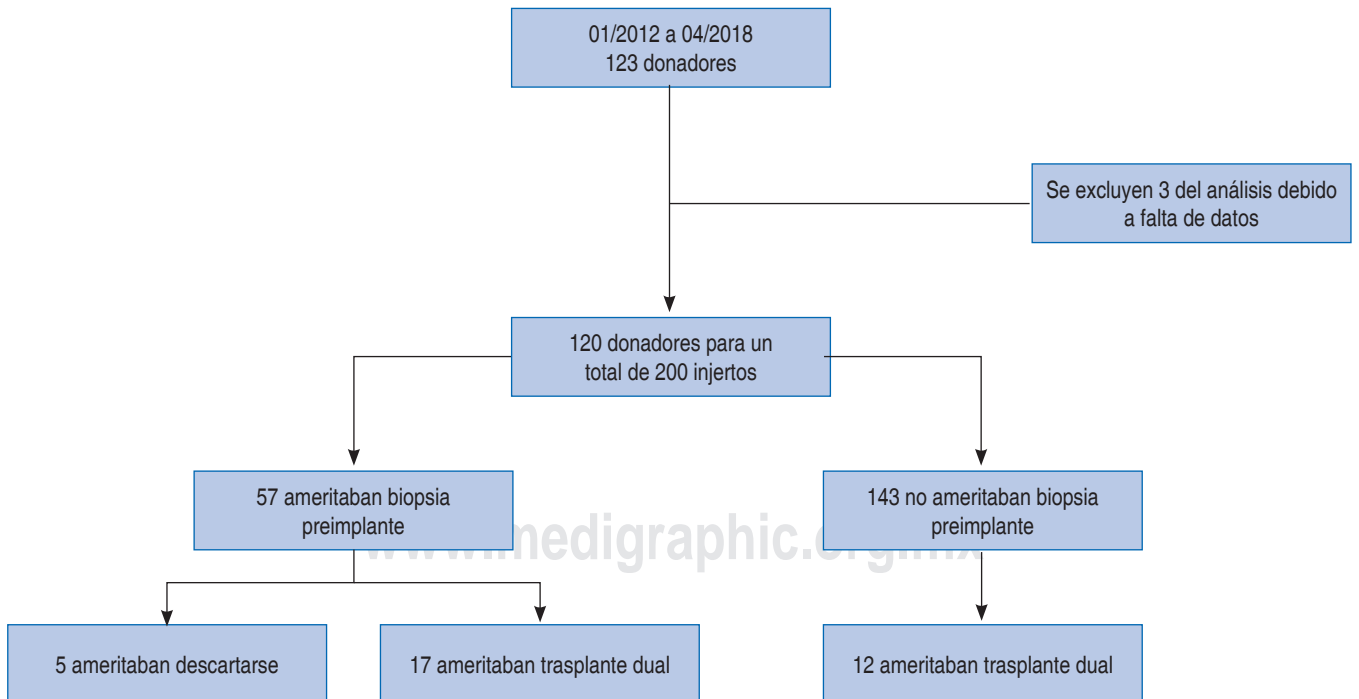 01/2012 a 04/2018
123 donadores
Se excluyen 3 del análisis debido
a falta de datos
120 donadores para un
total de 200 injertos
57 ameritaban biopsia
preimplante
143 no ameritaban biopsia
preimplante
www.medigraphic.org.mx
5 ameritaban descartarse
17 ameritaban trasplante dual
12 ameritaban trasplante dual